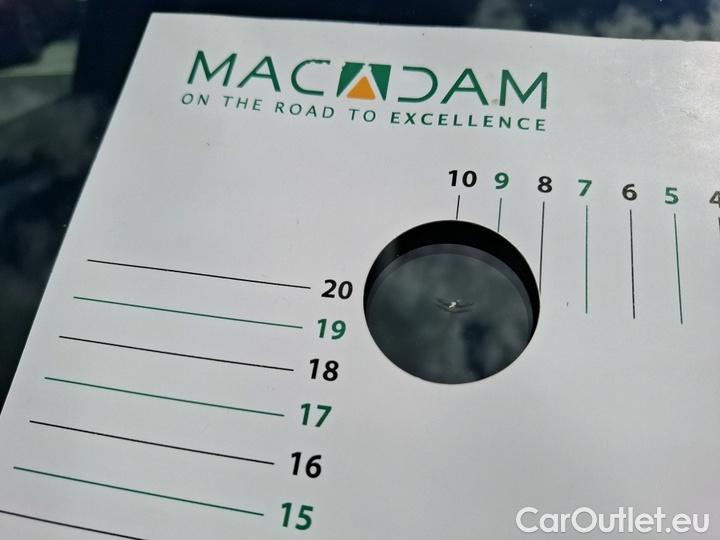 MACADAM
ON THE ROAD TO EXCELLENCE
10 9 8 7 6 5 4
20
19
18
17
16
15
CarOutlet.eu